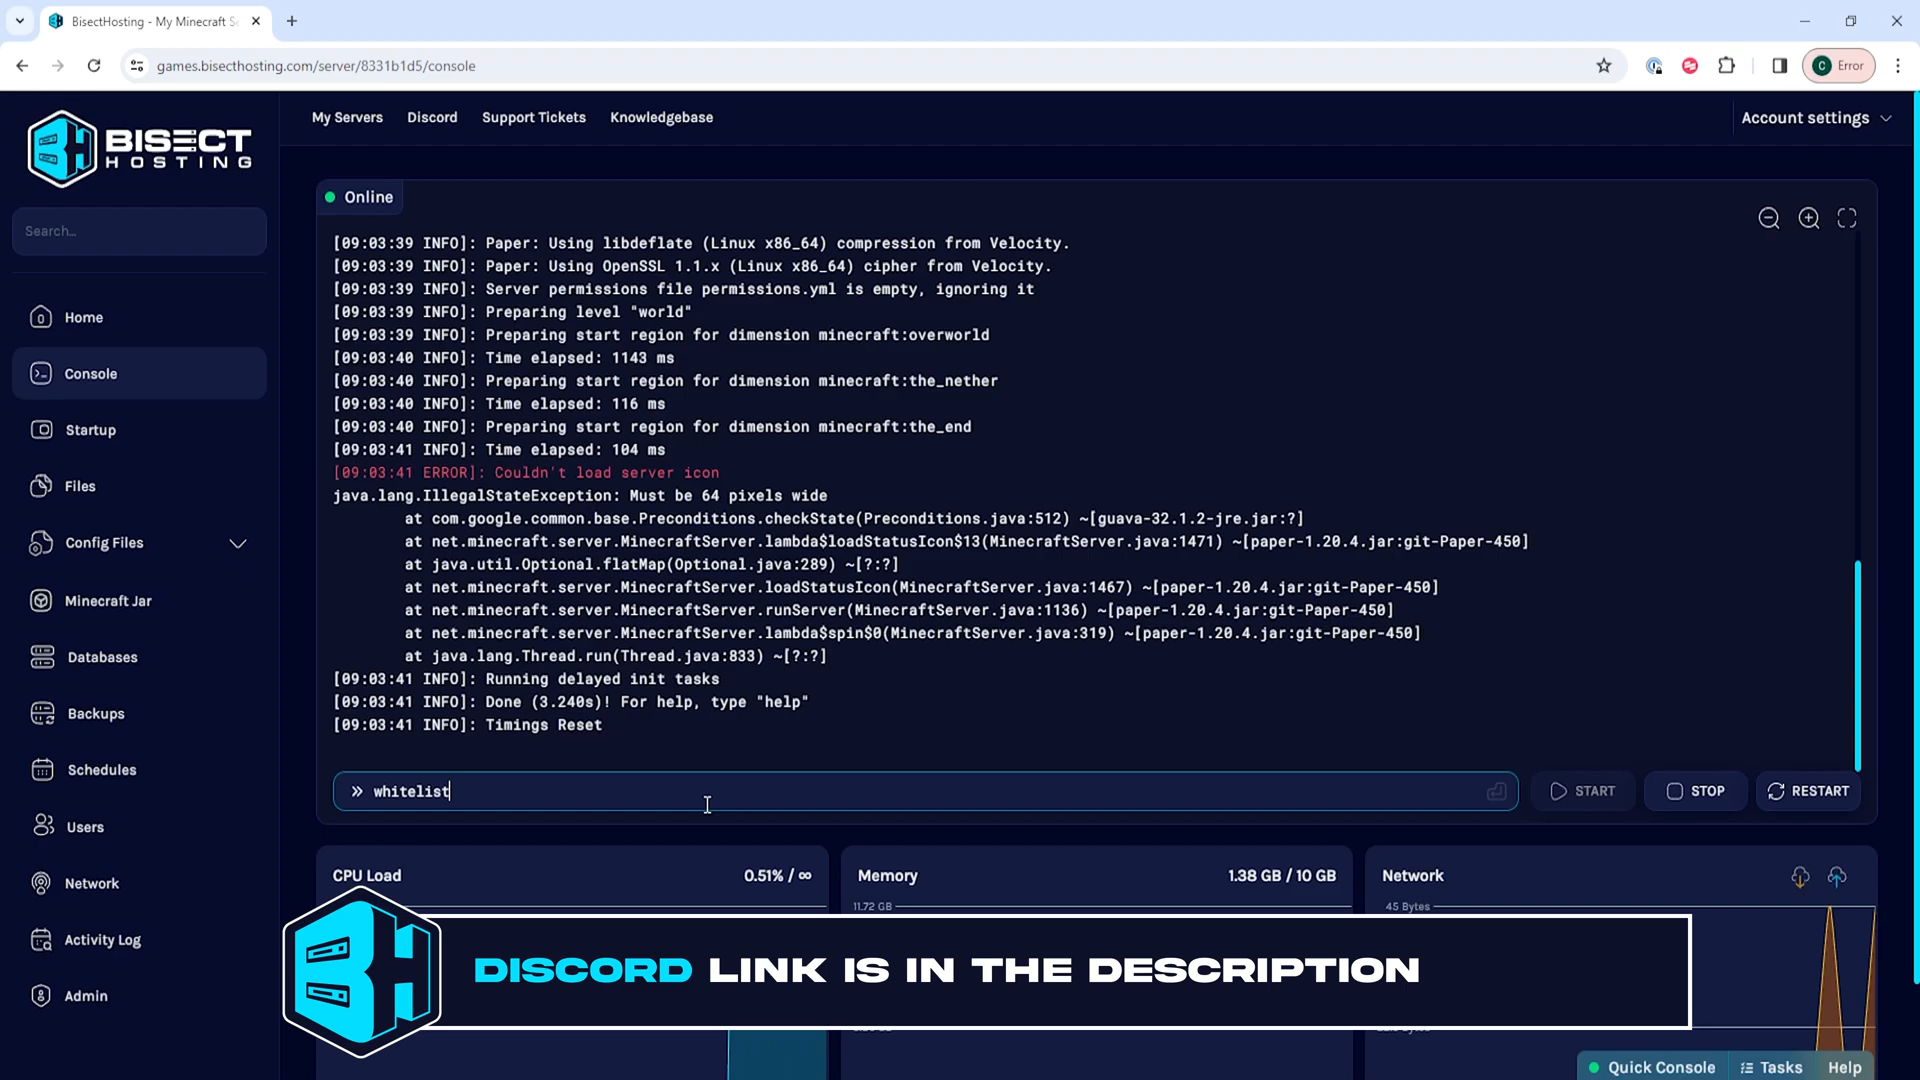 BisectHosting - My Minecraft S
games.bisecthosting.com/server/8331b1d5/console
C Error
BISECT
HOSTING
My Servers Discord Support Tickets Knowledgebase
Account settings
Search...
Online
Home
Console
Startup
Files
Config Files
Minecraft Jar
Databases
Backups
Schedules
Users
Network
Activity Log
Admin
[09:03:39 INFO]: Paper: Using libdeflate (Linux x86_64) compression from Velocity.
[09:03:39 INFO]: Paper: Using OpenSSL 1.1.x (Linux x86_64) cipher from Velocity.
[09:03:39 INFO]: Server permissions file permissions.yml is empty, ignoring it
[09:03:39 INFO]: Preparing level "world"
[09:03:39 INFO]: Preparing start region for dimension minecraft:overworld
[09:03:40 INFO]: Time elapsed: 1143 ms
[09:03:40 INFO]: Preparing start region for dimension minecraft:the_nether
[09:03:40 INFO]: Time elapsed: 116 ms
[09:03:40 INFO]: Preparing start region for dimension minecraft:the_end
[09:03:41 INFO]: Time elapsed: 104 ms
[09:03:41 ERROR]: Couldn't load server icon
java.lang.IllegalStateException: Must be 64 pixels wide
at com.google.common.base.Preconditions.checkState(Preconditions.java:512) ~[guava-32.1.2-jre.jar:?]
at net.minecraft.server.MinecraftServer.lambda$loadStatusIcon$13(MinecraftServer.java:1471) ~[paper-1.20.4.jar:git-Paper-450]
at java.util.Optional.flatMap(Optional.java:289) ~[?:?]
at net.minecraft.server.MinecraftServer.loadStatusIcon(MinecraftServer.java:1467) ~[paper-1.20.4.jar:git-Paper-450]
at net.minecraft.server.MinecraftServer.runServer(MinecraftServer.java:1136) ~[paper-1.20.4.jar:git-Paper-450]
at net.minecraft.server.MinecraftServer.lambda$spin$0(MinecraftServer.java:319) ~[paper-1.20.4.jar:git-Paper-450]
at java.lang.Thread.run(Thread.java:833) ~[?:?]
[09:03:41 INFO]: Running delayed init tasks
[09:03:41 INFO]: Done (3.240s)! For help, type "help"
[09:03:41 INFO]: Timings Reset
whitelist
START STOP RESTART
CPU Load 0.51% / ∞
Memory 1.38 GB / 10 GB
11.72 GB
Network
45 Bytes
DISCORD LINK IS IN THE DESCRIPTION
Quick Console Tasks Help